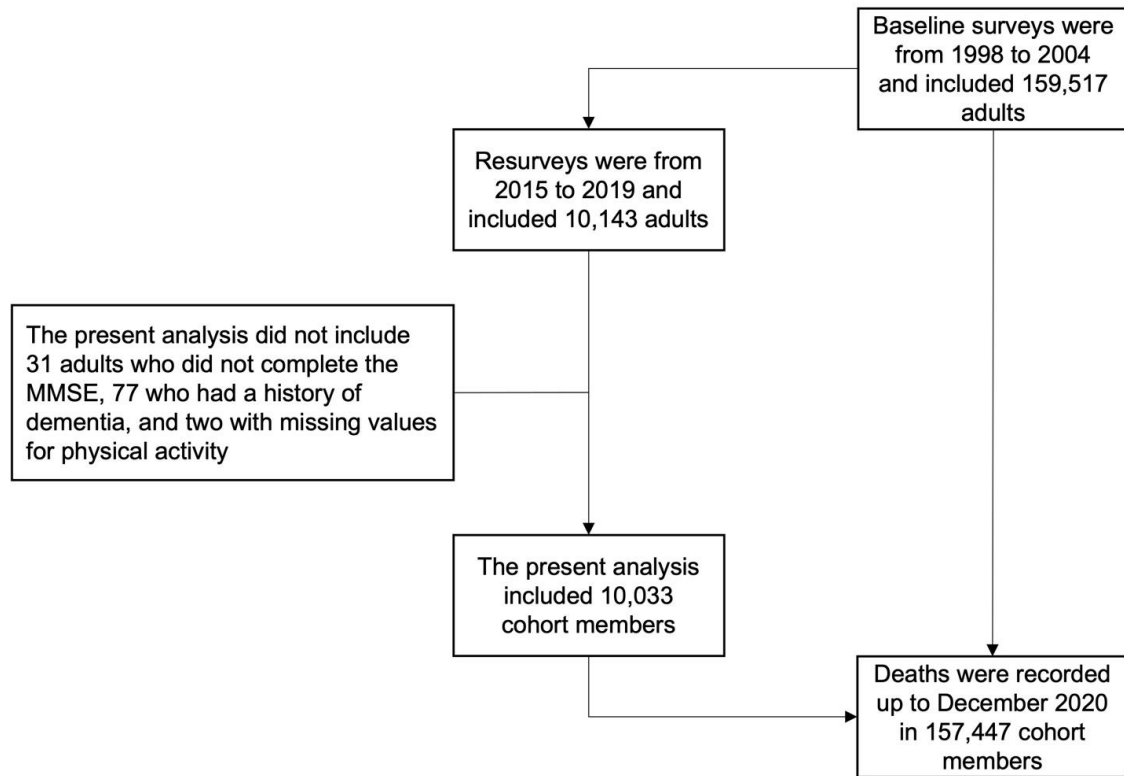 Baseline surveys were
from 1998 to 2004
and included 159,517
adults
Resurveys were from
2015 to 2019 and
included 10,143 adults
The present analysis did not include
31 adults who did not complete the
MMSE, 77 who had a history of
dementia, and two with missing values
for physical activity
The present analysis
included 10,033
cohort members
Deaths were recorded
up to December 2020
in 157,447 cohort
members